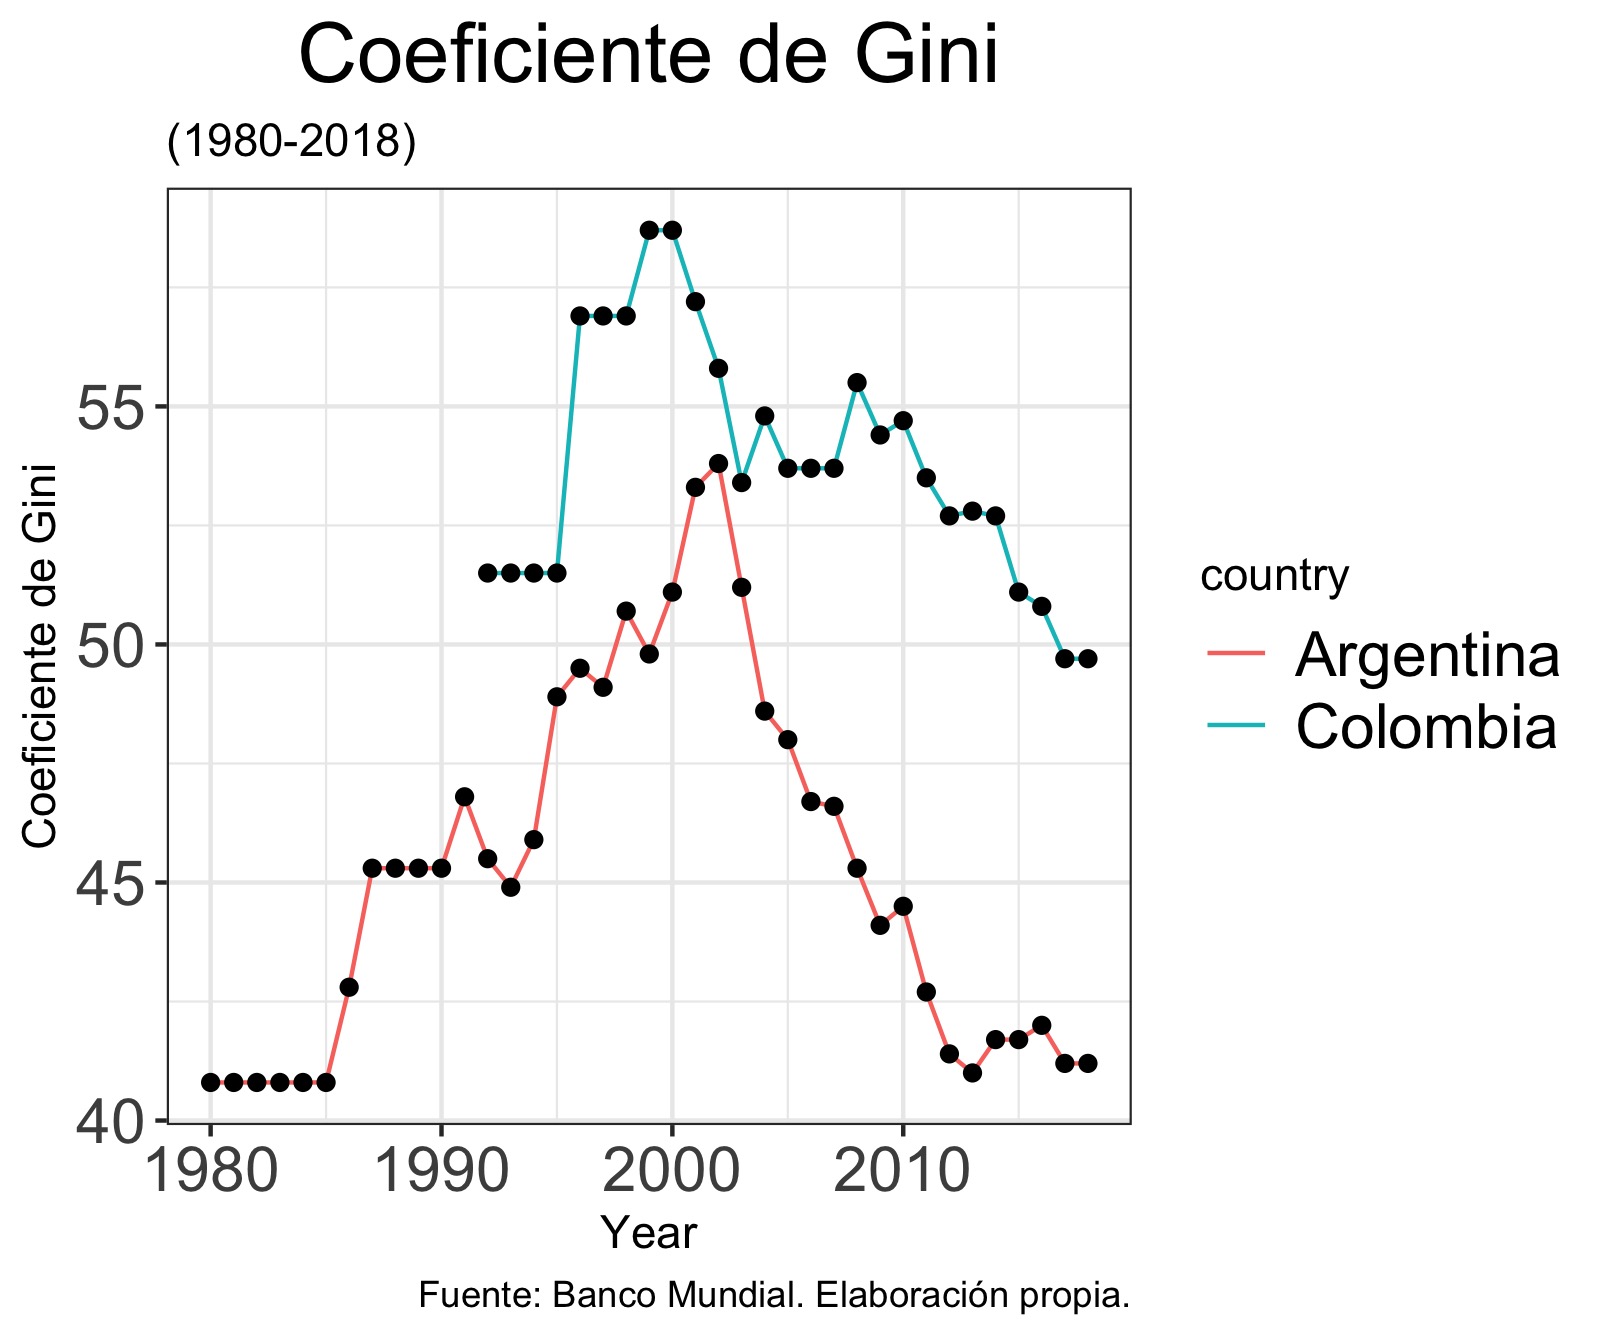 Coeficiente de Gini
(1980-2018)
Coeficiente de Gini
55
50
45
40
1980 1990 2000 2010
Year
country
Argentina
Colombia
Fuente: Banco Mundial. Elaboración propia.